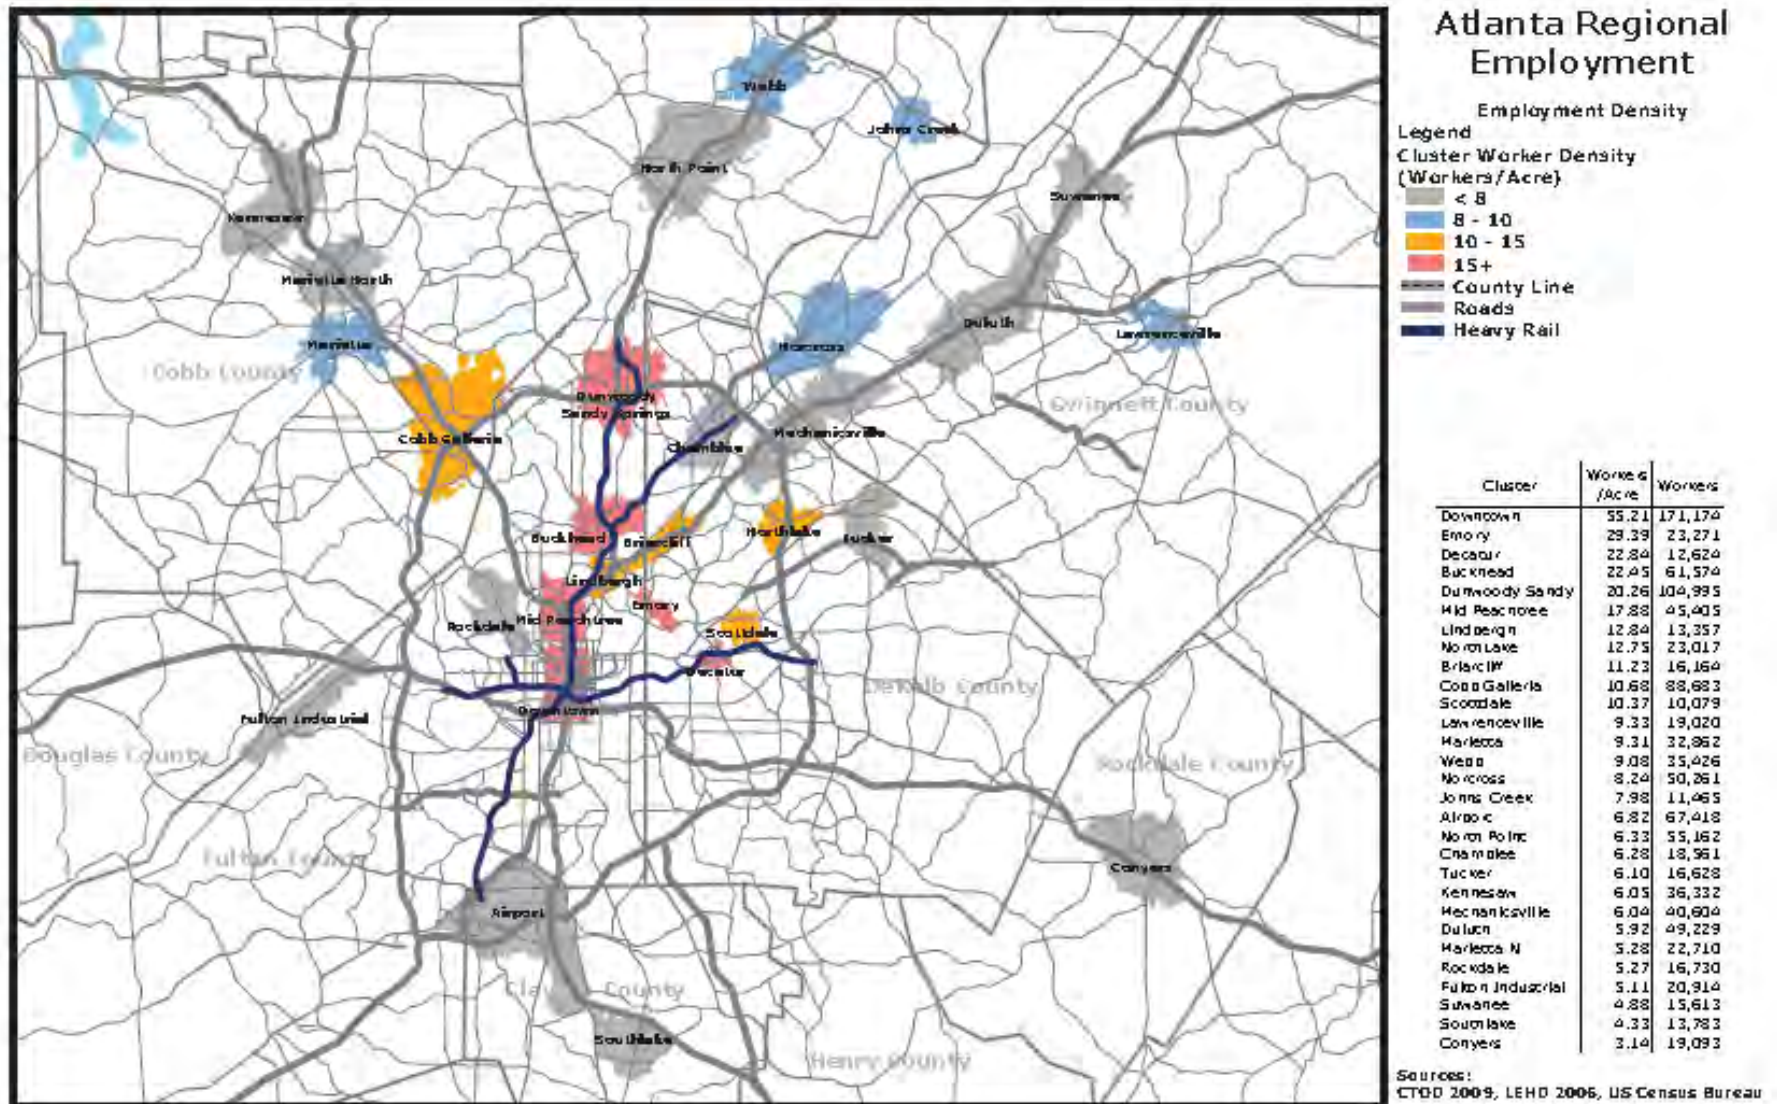 Atlanta Regional
Employment
Employment Density
Legend
Cluster Worker Density
(Workers/Acre)
< 8
8 - 10
10 - 15
15+
County Line
Roads
Heavy Rail
Webb
Johns Creek
North Point
Suwanee
Kennesaw
Marietta North
Duluth
Lawrenceville
Marietta
Norcross
Cobb County
Dunwoody
Sandy Springs
Gwinnett County
Cobb Galleria
Mechanicsville
Chamblee
Buckhead
Briarcliff
Northlake
Tucker
Lindbergh
Emory
Rockdale
Mid Peachtree
Scottdale
Decatur
DeKalb County
Downtown
Fulton Industrial
Douglas County
Rockdale County
Fulton County
Conyers
Airport
County
Southlake
Henry County
Cluster Workers /Acre Workers
Downtown 55.21 171,174
Emory 29.39 23,271
Decatur 22.84 12,624
Buckhead 22.45 61,574
Dunwoody Sandy 20.26 104,995
Mid Peachtree 17.88 45,405
Lindbergh 12.84 13,357
North Lake 12.75 23,017
Briarcliff 11.23 16,164
Cobb Galleria 10.68 88,683
Scottdale 10.37 10,079
Lawrenceville 9.33 19,020
Marietta 9.31 32,862
Webb 9.08 35,426
Norcross 8.24 50,261
Johns Creek 7.98 11,465
Airport 6.82 67,418
North Point 6.33 55,162
Chamblee 6.28 18,561
Tucker 6.10 16,628
Kennesaw 6.05 36,332
Mechanicsville 6.04 40,604
Duluth 5.92 49,229
Marietta N 5.28 22,710
Rockdale 5.27 16,730
Fulton Industrial 5.11 20,914
Suwanee 4.88 15,613
Southlake 4.33 13,783
Conyers 3.14 19,093
Sources:
CTOD 2009, LEHD 2006, US Census Bureau